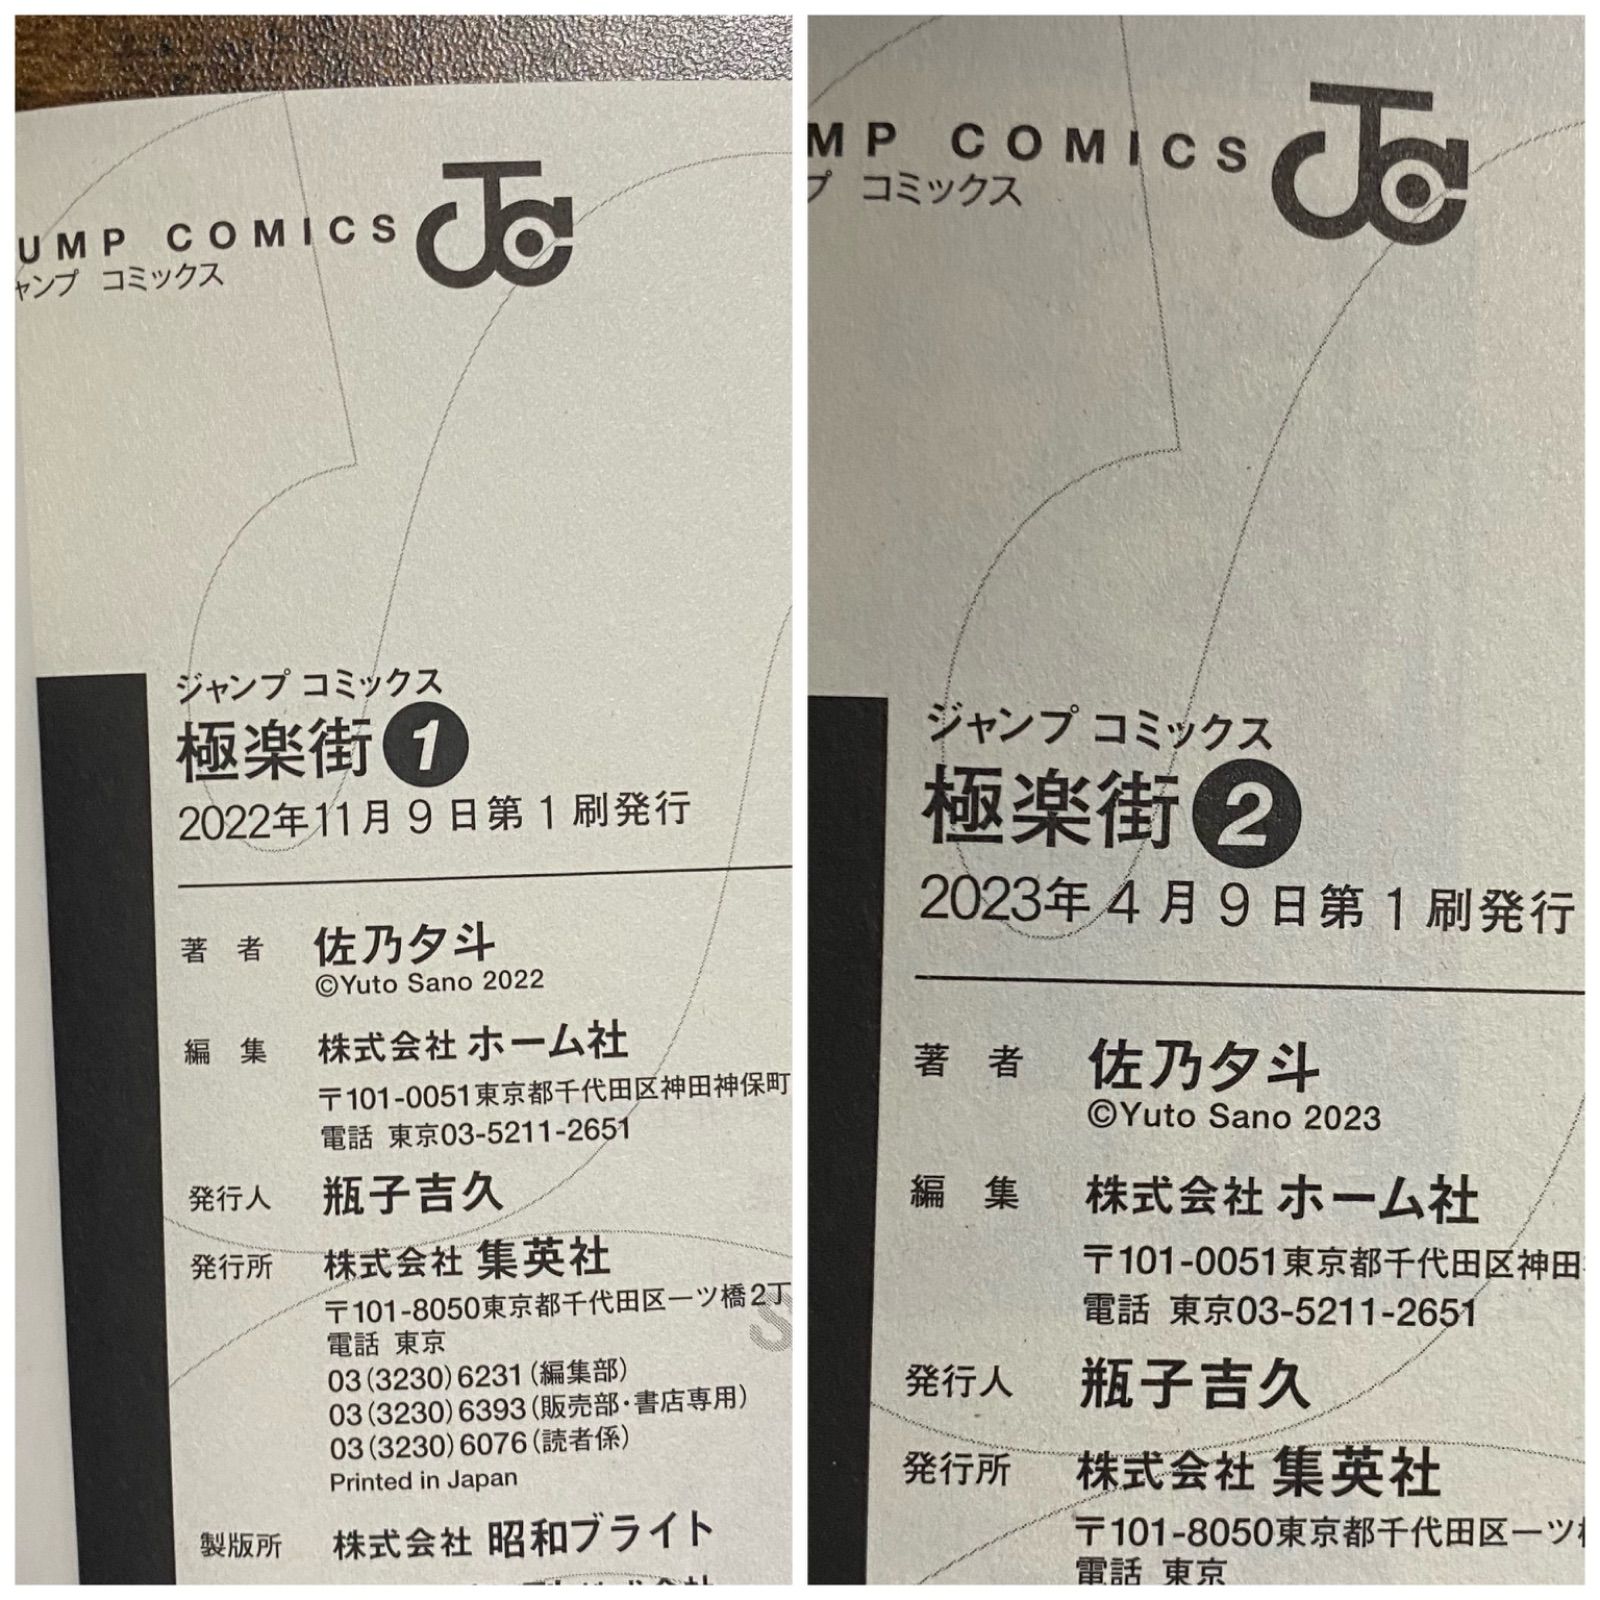 UMP COMICS
ャンプ コミックス
JC
ジャンプ コミックス
極楽街 1
2022年11月9日第1刷発行
著者 佐乃夕斗
©Yuto Sano 2022
編集 株式会社 ホーム社
〒101-0051東京都千代田区神田神保町
電話 東京03-5211-2651
発行人 瓶子吉久
発行所 株式会社 集英社
〒101-8050東京都千代田区一ツ橋2丁
電話 東京
03(3230)6231(編集部)
03(3230)6393(販売部・書店専用)
03(3230)6076(読者係)
Printed in Japan
製版所 株式会社 昭和ブライト
MP COMICS
プ コミックス
JC
ジャンプ コミックス
極楽街 2
2023年4月9日第1刷発行
著者 佐乃夕斗
©Yuto Sano 2023
編集 株式会社 ホーム社
〒101-0051東京都千代田区神田
電話 東京03-5211-2651
発行人 瓶子吉久
発行所 株式会社 集英社
〒101-8050東京都千代田区一ツ
電話 東京